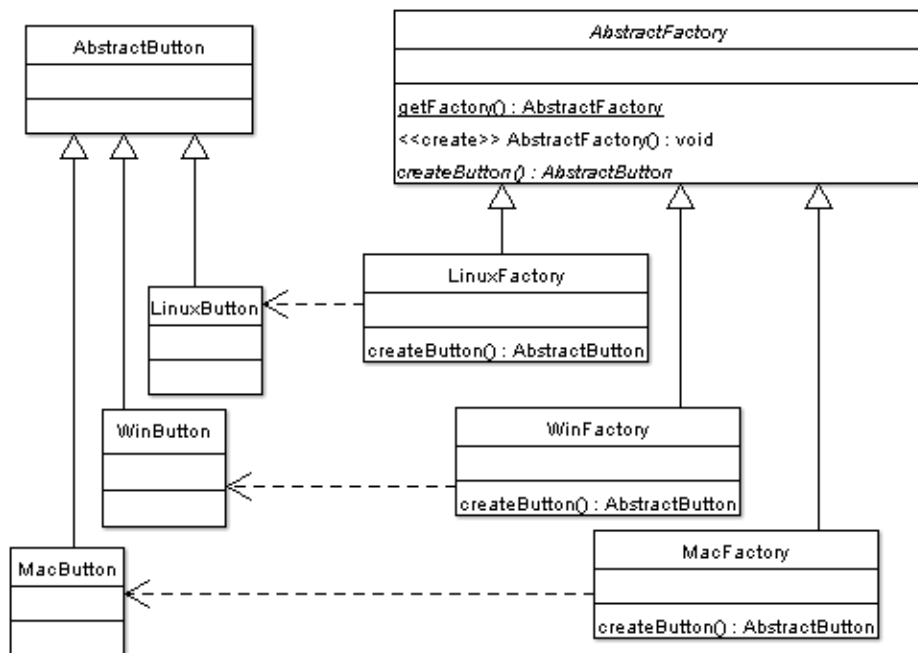 AbstractButton
AbstractFactory
getFactory() : AbstractFactory
<<create>> AbstractFactory() : void
createButton() : AbstractButton
LinuxButton
LinuxFactory
createButton() : AbstractButton
WinButton
WinFactory
createButton() : AbstractButton
MacButton
MacFactory
createButton() : AbstractButton